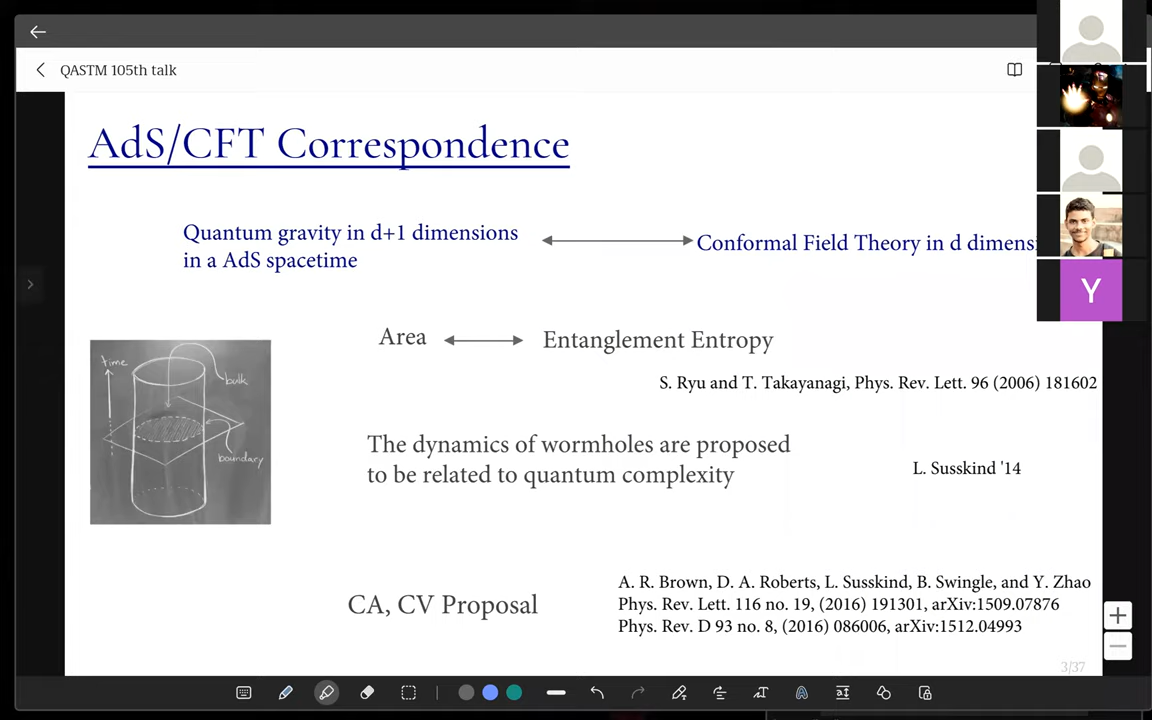 QASTM 105th talk
AdS/CFT Correspondence
Quantum gravity in d+1 dimensions
in a AdS spacetime
Conformal Field Theory in d dimensi
Y
Area
Entanglement Entropy
S. Ryu and T. Takayanagi, Phys. Rev. Lett. 96 (2006) 181602
time
bulk
boundary
The dynamics of wormholes are proposed
to be related to quantum complexity
L. Susskind '14
CA, CV Proposal
A. R. Brown, D. A. Roberts, L. Susskind, B. Swingle, and Y. Zhao
Phys. Rev. Lett. 116 no. 19, (2016) 191301, arXiv:1509.07876
Phys. Rev. D 93 no. 8, (2016) 086006, arXiv:1512.04993
3/37